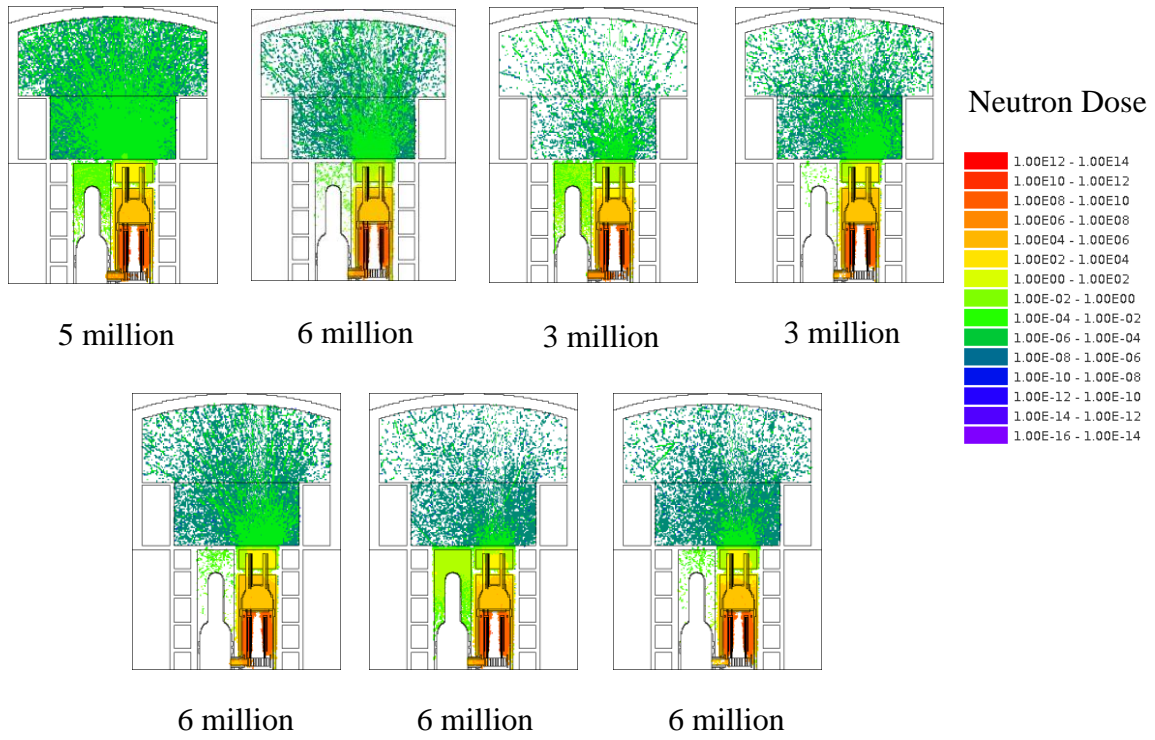 5 million
6 million
3 million
3 million
Neutron Dose
1.00E12 - 1.00E14
1.00E10 - 1.00E12
1.00E08 - 1.00E10
1.00E06 - 1.00E08
1.00E04 - 1.00E06
1.00E02 - 1.00E04
1.00E00 - 1.00E02
1.00E-02 - 1.00E00
1.00E-04 - 1.00E-02
1.00E-06 - 1.00E-04
1.00E-08 - 1.00E-06
1.00E-10 - 1.00E-08
1.00E-12 - 1.00E-10
1.00E-14 - 1.00E-12
1.00E-16 - 1.00E-14
6 million
6 million
6 million